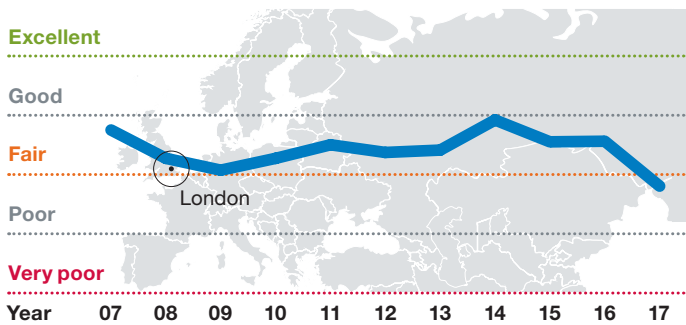 Excellent
Good
Fair
London
Poor
Very poor
Year 07 08 09 10 11 12 13 14 15 16 17